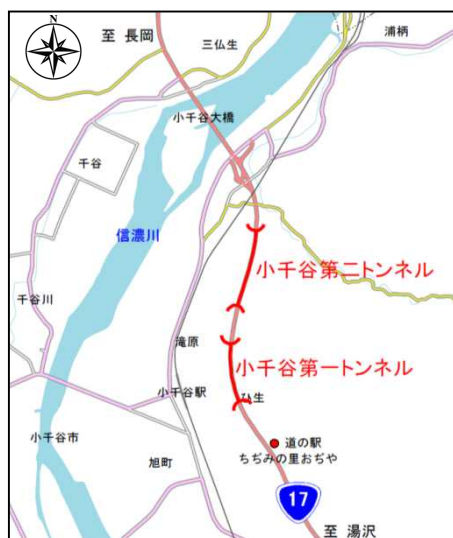 至 長岡
三仏生
浦柄
小千谷大橋
千谷
信濃川
小千谷第二トンネル
千谷川
滝原
小千谷第一トンネル
小千谷駅
ひ生
小千谷市
道の駅
ちぢみの里おぢや
旭町
17
至 湯沢